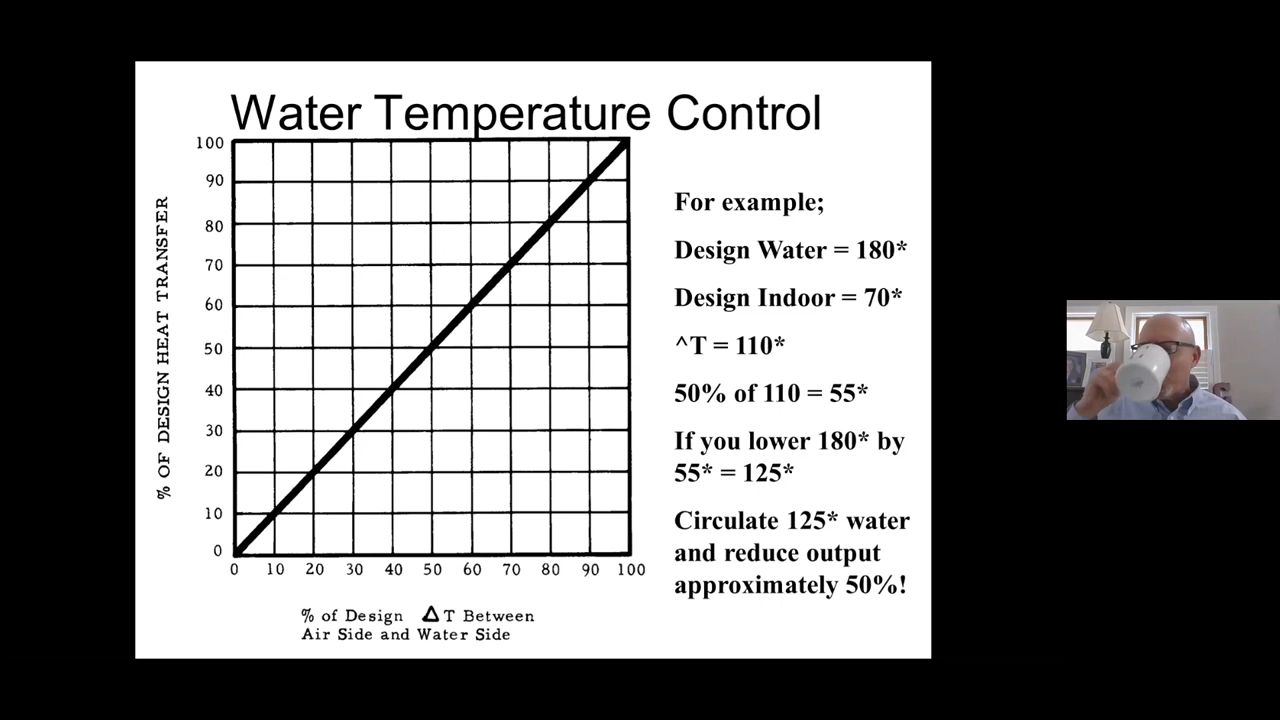 Water Temperature Control
100
90
80
70
60
50
40
30
20
10
0
% OF DESIGN HEAT TRANSFER
0 10 20 30 40 50 60 70 80 90 100
% of Design Δ T Between
Air Side and Water Side
For example;
Design Water = 180*
Design Indoor = 70*
^T = 110*
50% of 110 = 55*
If you lower 180* by
55* = 125*
Circulate 125* water
and reduce output
approximately 50%!